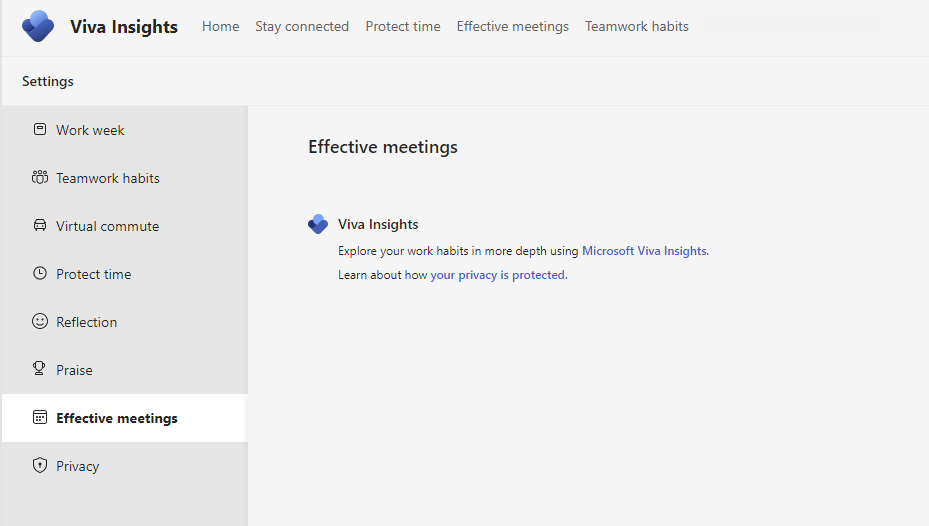 Viva Insights Home Stay connected Protect time Effective meetings Teamwork habits
Settings
Work week
Teamwork habits
Virtual commute
Protect time
Reflection
Praise
Effective meetings
Privacy
Effective meetings
Viva Insights
Explore your work habits in more depth using Microsoft Viva Insights.
Learn about how your privacy is protected.